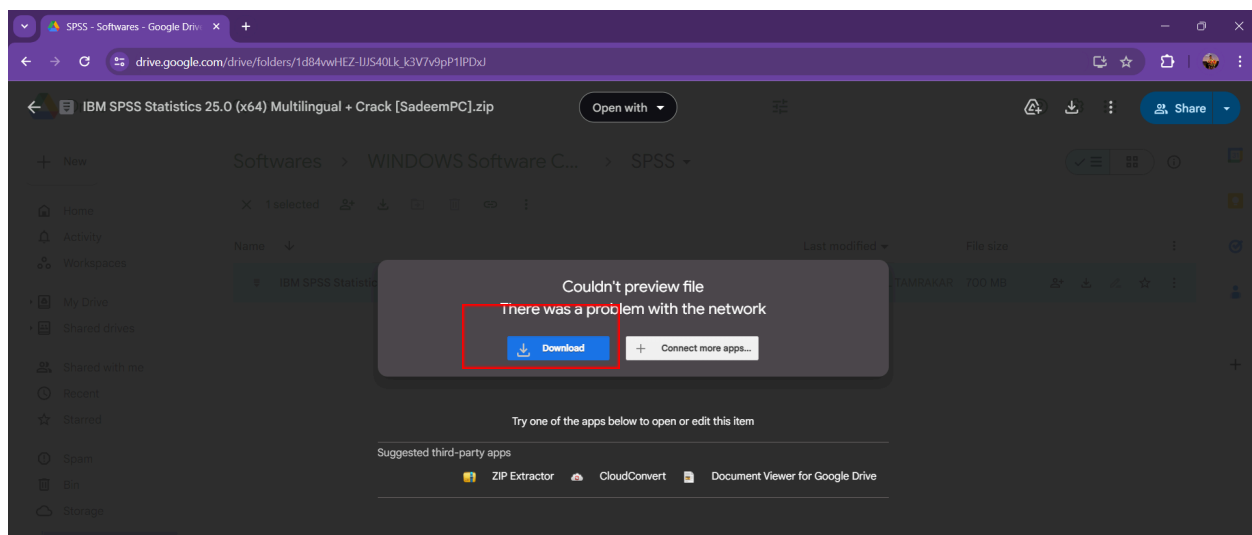 SPSS - Softwares - Google Driv
drive.google.com/drive/folders/1d84vwHEZ-IJJS40Lk_k3V7v9pP1IPDxJ
IBM SPSS Statistics 25.0 (x64) Multilingual + Crack [SadeemPC].zip
Open with
Share
New
Softwares > WINDOWS Software C... > SPSS
Home
1 selected
Activity
Name
Last modified
File size
Workspaces
IBM SPSS Statistic
TAMRAKAR
700 MB
My Drive
Shared drives
Shared with me
Recent
Starred
Spam
Bin
Storage
Couldn't preview file
There was a problem with the network
Download
Connect more apps...
Try one of the apps below to open or edit this item
Suggested third-party apps
ZIP Extractor
CloudConvert
Document Viewer for Google Drive